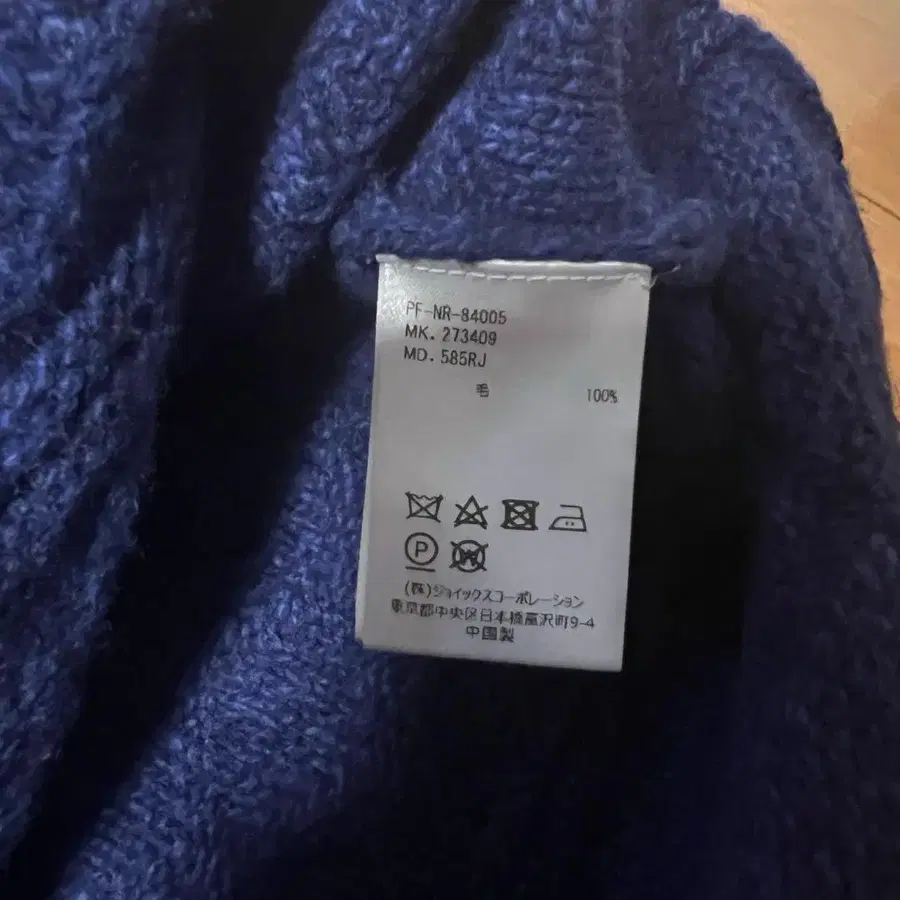 PF-NR-84005
MK. 273409
MD. 585RJ
毛 100%
P
W
(株)ジョイックスコーポレーション
東京都中央区日本橋富沢町9-4
中国製